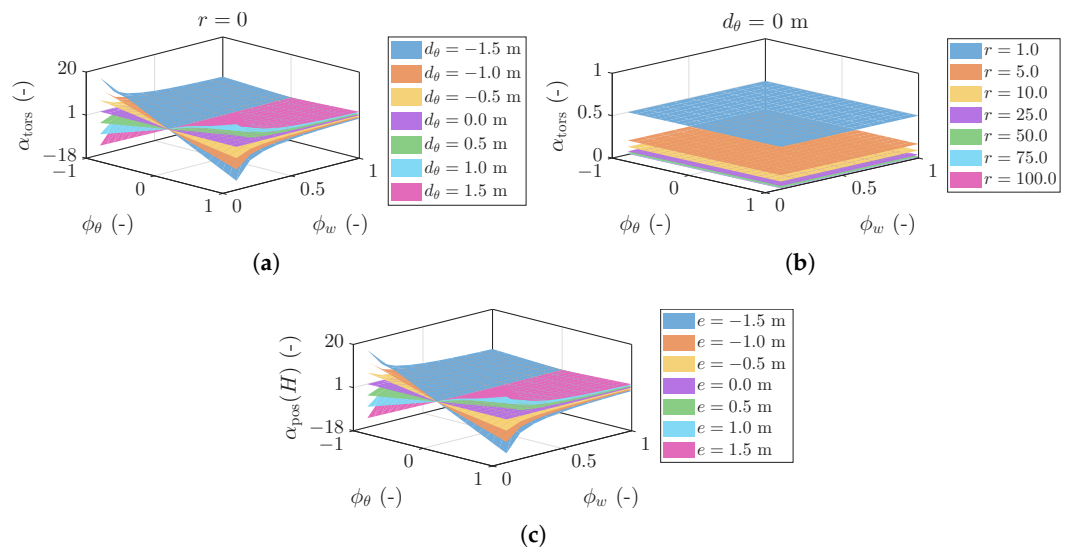 r = 0
α_tors (-)
20
1
−18
−1
0
1
ϕ_θ (-)
0
0.5
1
ϕ_w (-)
d_θ = −1.5 m
d_θ = −1.0 m
d_θ = −0.5 m
d_θ = 0.0 m
d_θ = 0.5 m
d_θ = 1.0 m
d_θ = 1.5 m
(a)
d_θ = 0 m
α_tors (-)
1
0.5
0
−1
0
1
ϕ_θ (-)
0
0.5
1
ϕ_w (-)
r = 1.0
r = 5.0
r = 10.0
r = 25.0
r = 50.0
r = 75.0
r = 100.0
(b)
α_pos(H) (-)
20
1
−18
−1
0
1
ϕ_θ (-)
0
0.5
1
ϕ_w (-)
e = −1.5 m
e = −1.0 m
e = −0.5 m
e = 0.0 m
e = 0.5 m
e = 1.0 m
e = 1.5 m
(c)